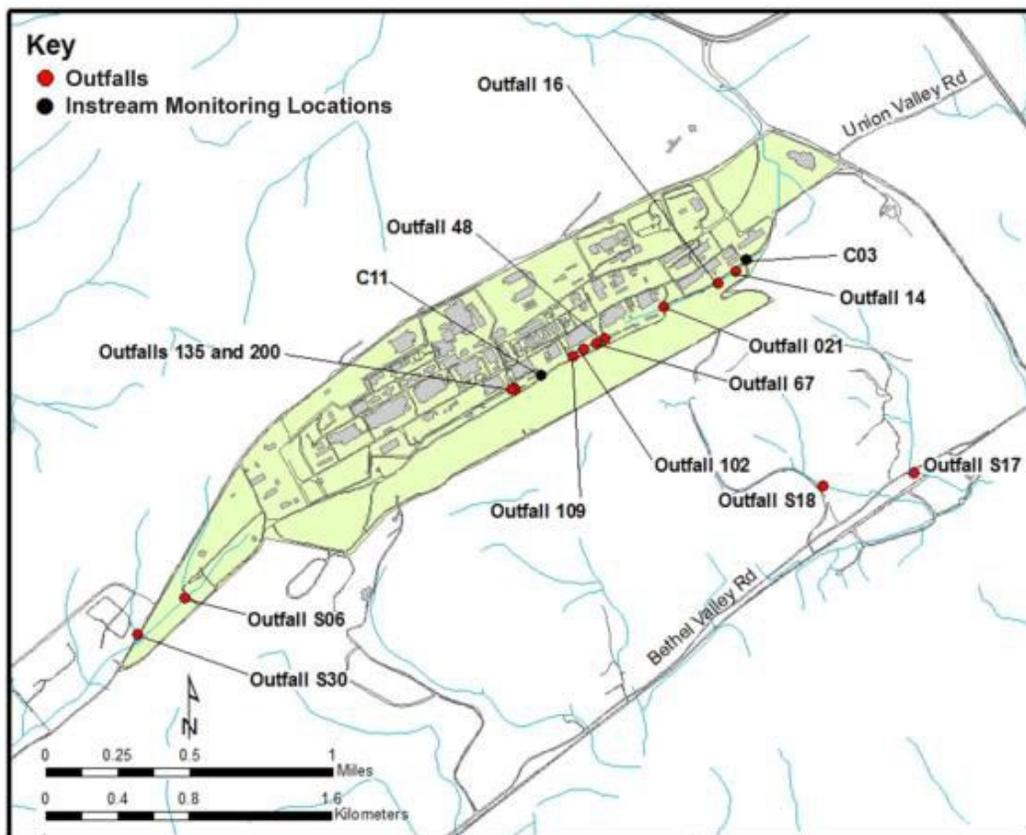 Key
Outfalls
Instream Monitoring Locations
Outfall 16
Union Valley Rd
Outfall 48
C11
C03
Outfall 14
Outfalls 135 and 200
Outfall 021
Outfall 67
Outfall 102
Outfall S17
Outfall S18
Outfall 109
Bethel Valley Rd
Outfall S06
Outfall S30
N
0 0.25 0.5 1
Miles
0 0.4 0.8 1.6
Kilometers